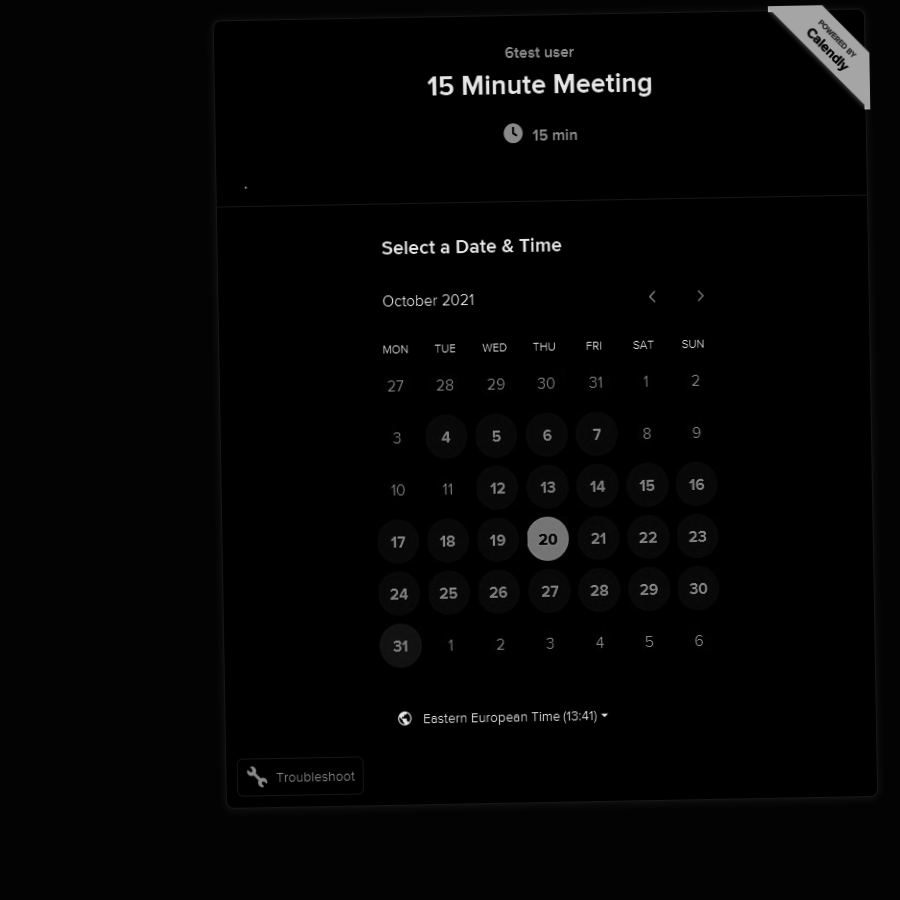 POWERED BY
Calendly
6test user
15 Minute Meeting
15 min
Select a Date & Time
October 2021
MON TUE WED THU FRI SAT SUN
27 28 29 30 31 1 2
3 4 5 6 7 8 9
10 11 12 13 14 15 16
17 18 19 20 21 22 23
24 25 26 27 28 29 30
31 1 2 3 4 5 6
Eastern European Time (13:41)
Troubleshoot